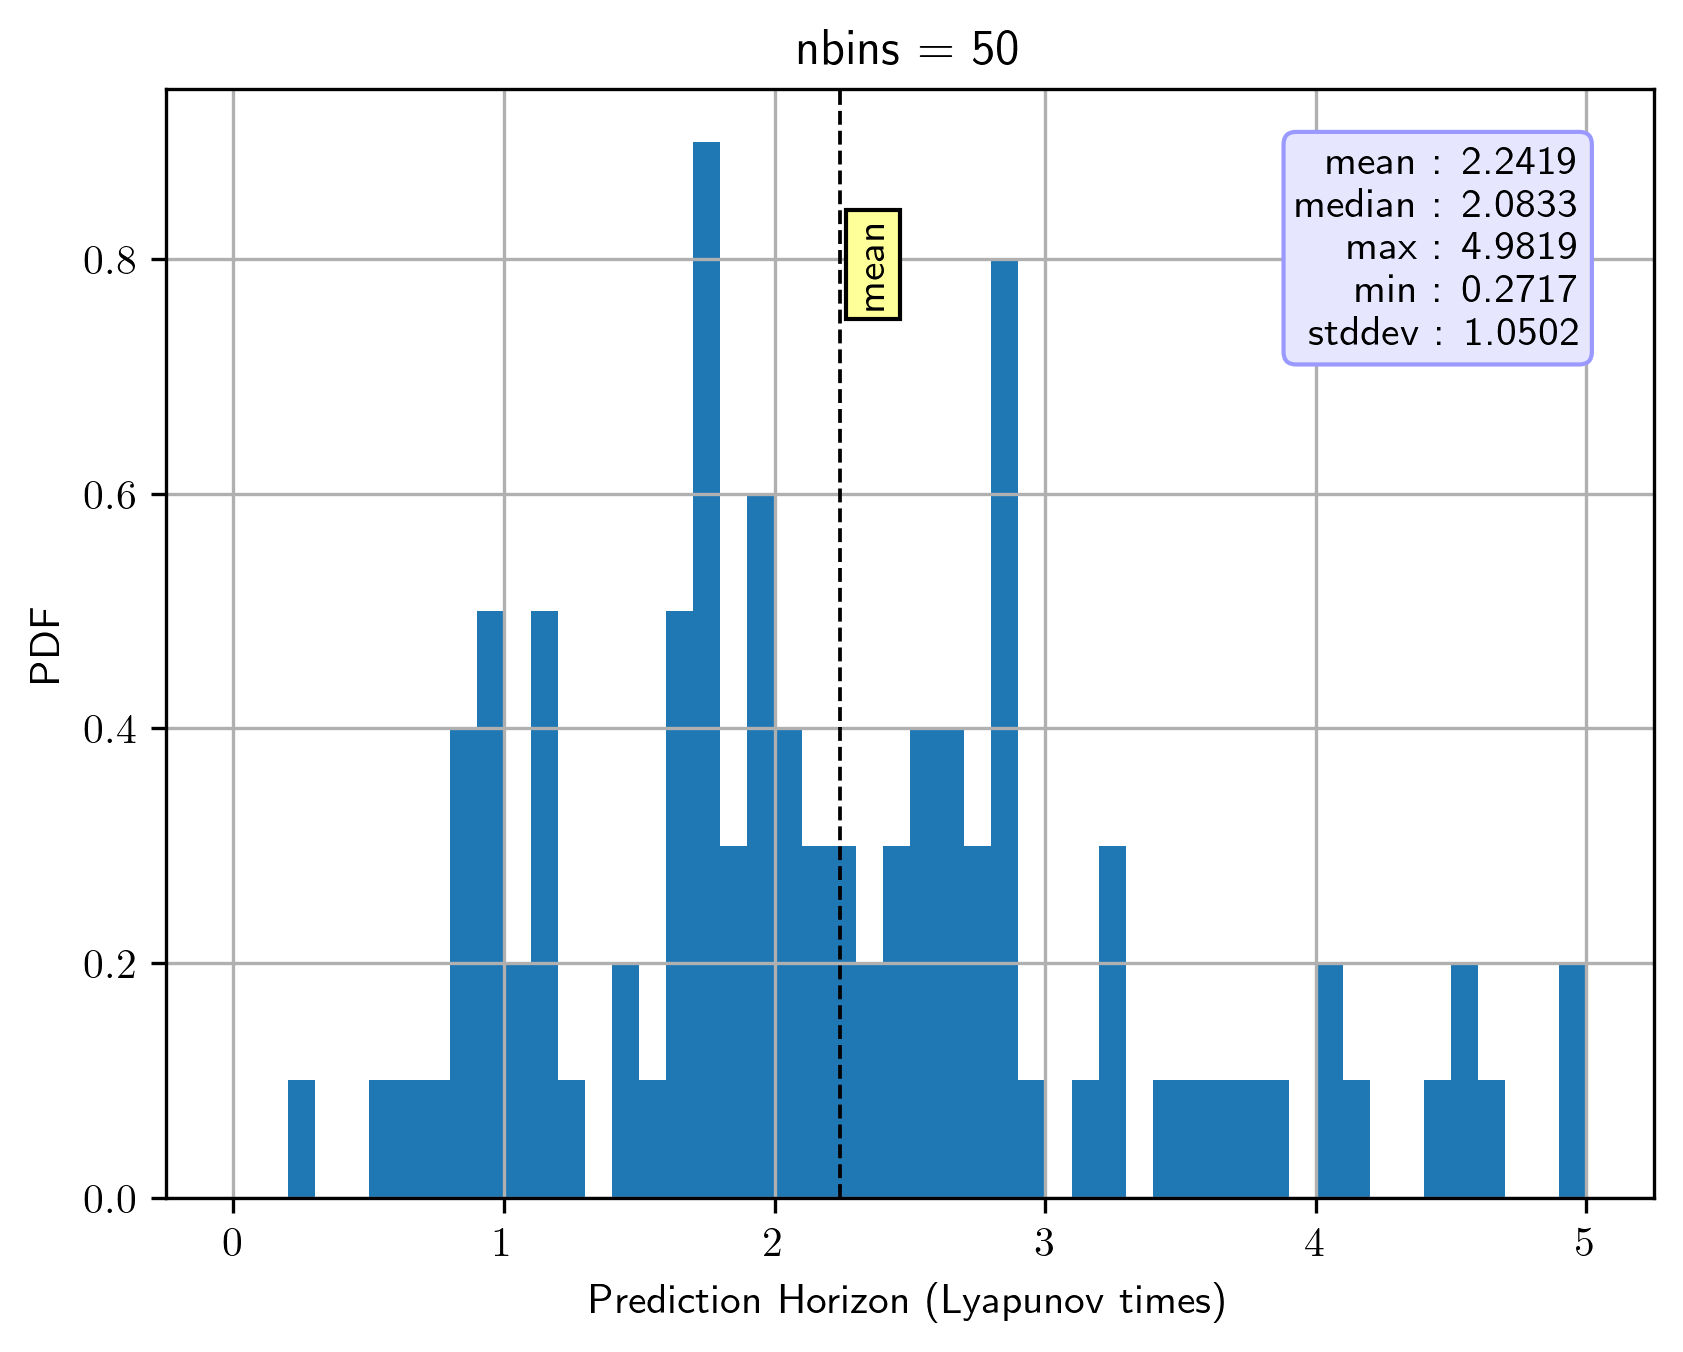 nbins = 50
mean : 2.2419
median : 2.0833
max : 4.9819
min : 0.2717
stddev : 1.0502
mean
PDF
0.8
0.6
0.4
0.2
0.0
0 1 2 3 4 5
Prediction Horizon (Lyapunov times)